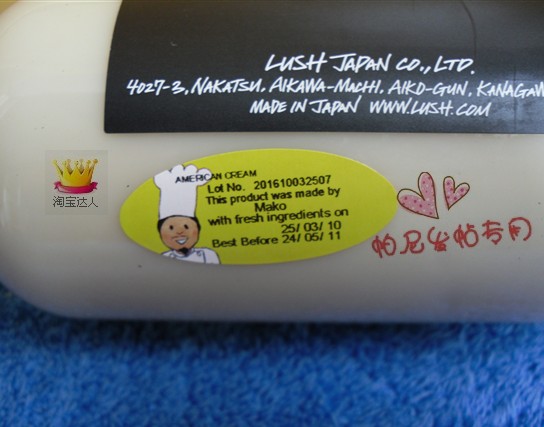 LUSH JAPAN CO., LTD.
4027-3, NAKATSU, AIKAWA-MACHI, AIKO-GUN, KANAGAW
MADE IN JAPAN WWW.LUSH.COM
AMERICAN CREAM
Lot No. 201610032507
This product was made by
Mako
with fresh ingredients on
25/ 03/ 10
Best Before 24/ 05/ 11
淘宝达人
帕尼发帖专用